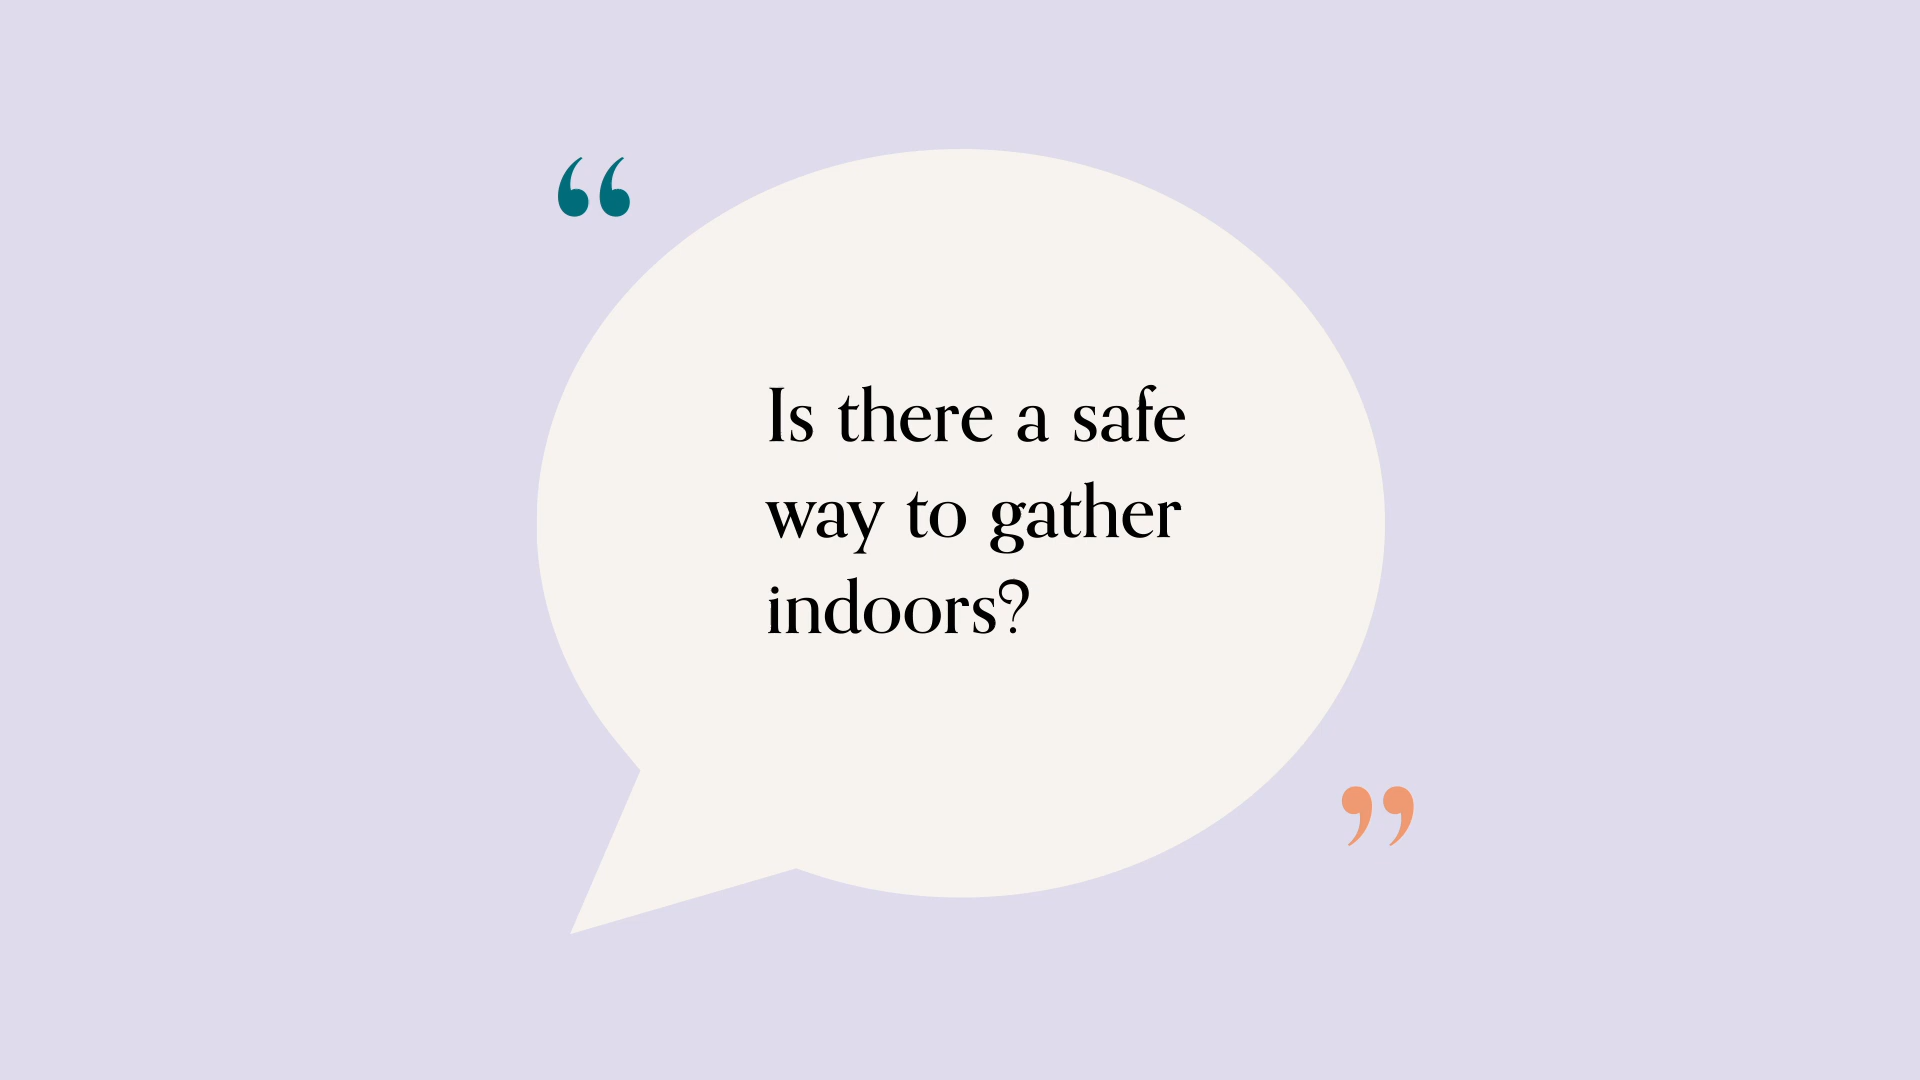 “
Is there a safe
way to gather
indoors?
”